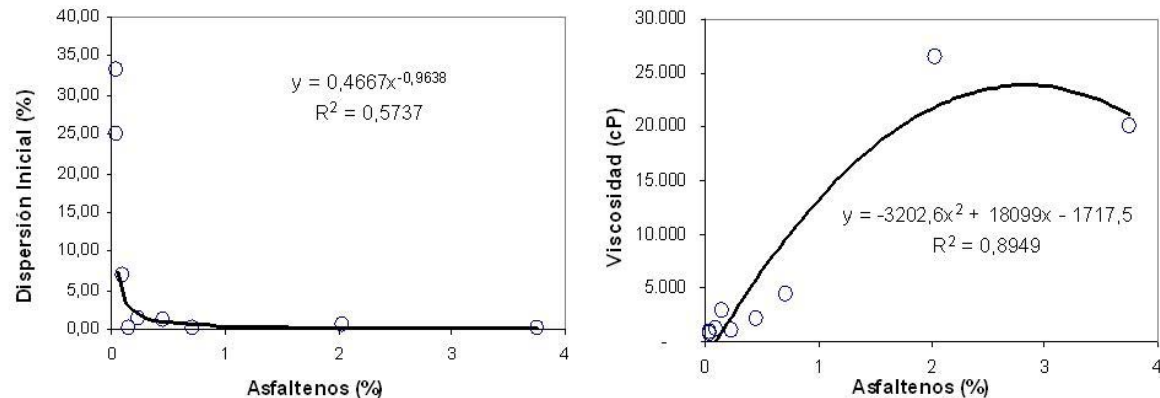 40,00
35,00
30,00
25,00
20,00
15,00
10,00
5,00
0,00
Dispersión Inicial (%)
y = 0,4667x^-0,9638
R² = 0,5737
0 1 2 3 4
Asfaltenos (%)
30.000
25.000
20.000
15.000
10.000
5.000
-
Viscosidad (cP)
y = -3202,6x² + 18099x - 1717,5
R² = 0,8949
0 1 2 3 4
Asfaltenos (%)